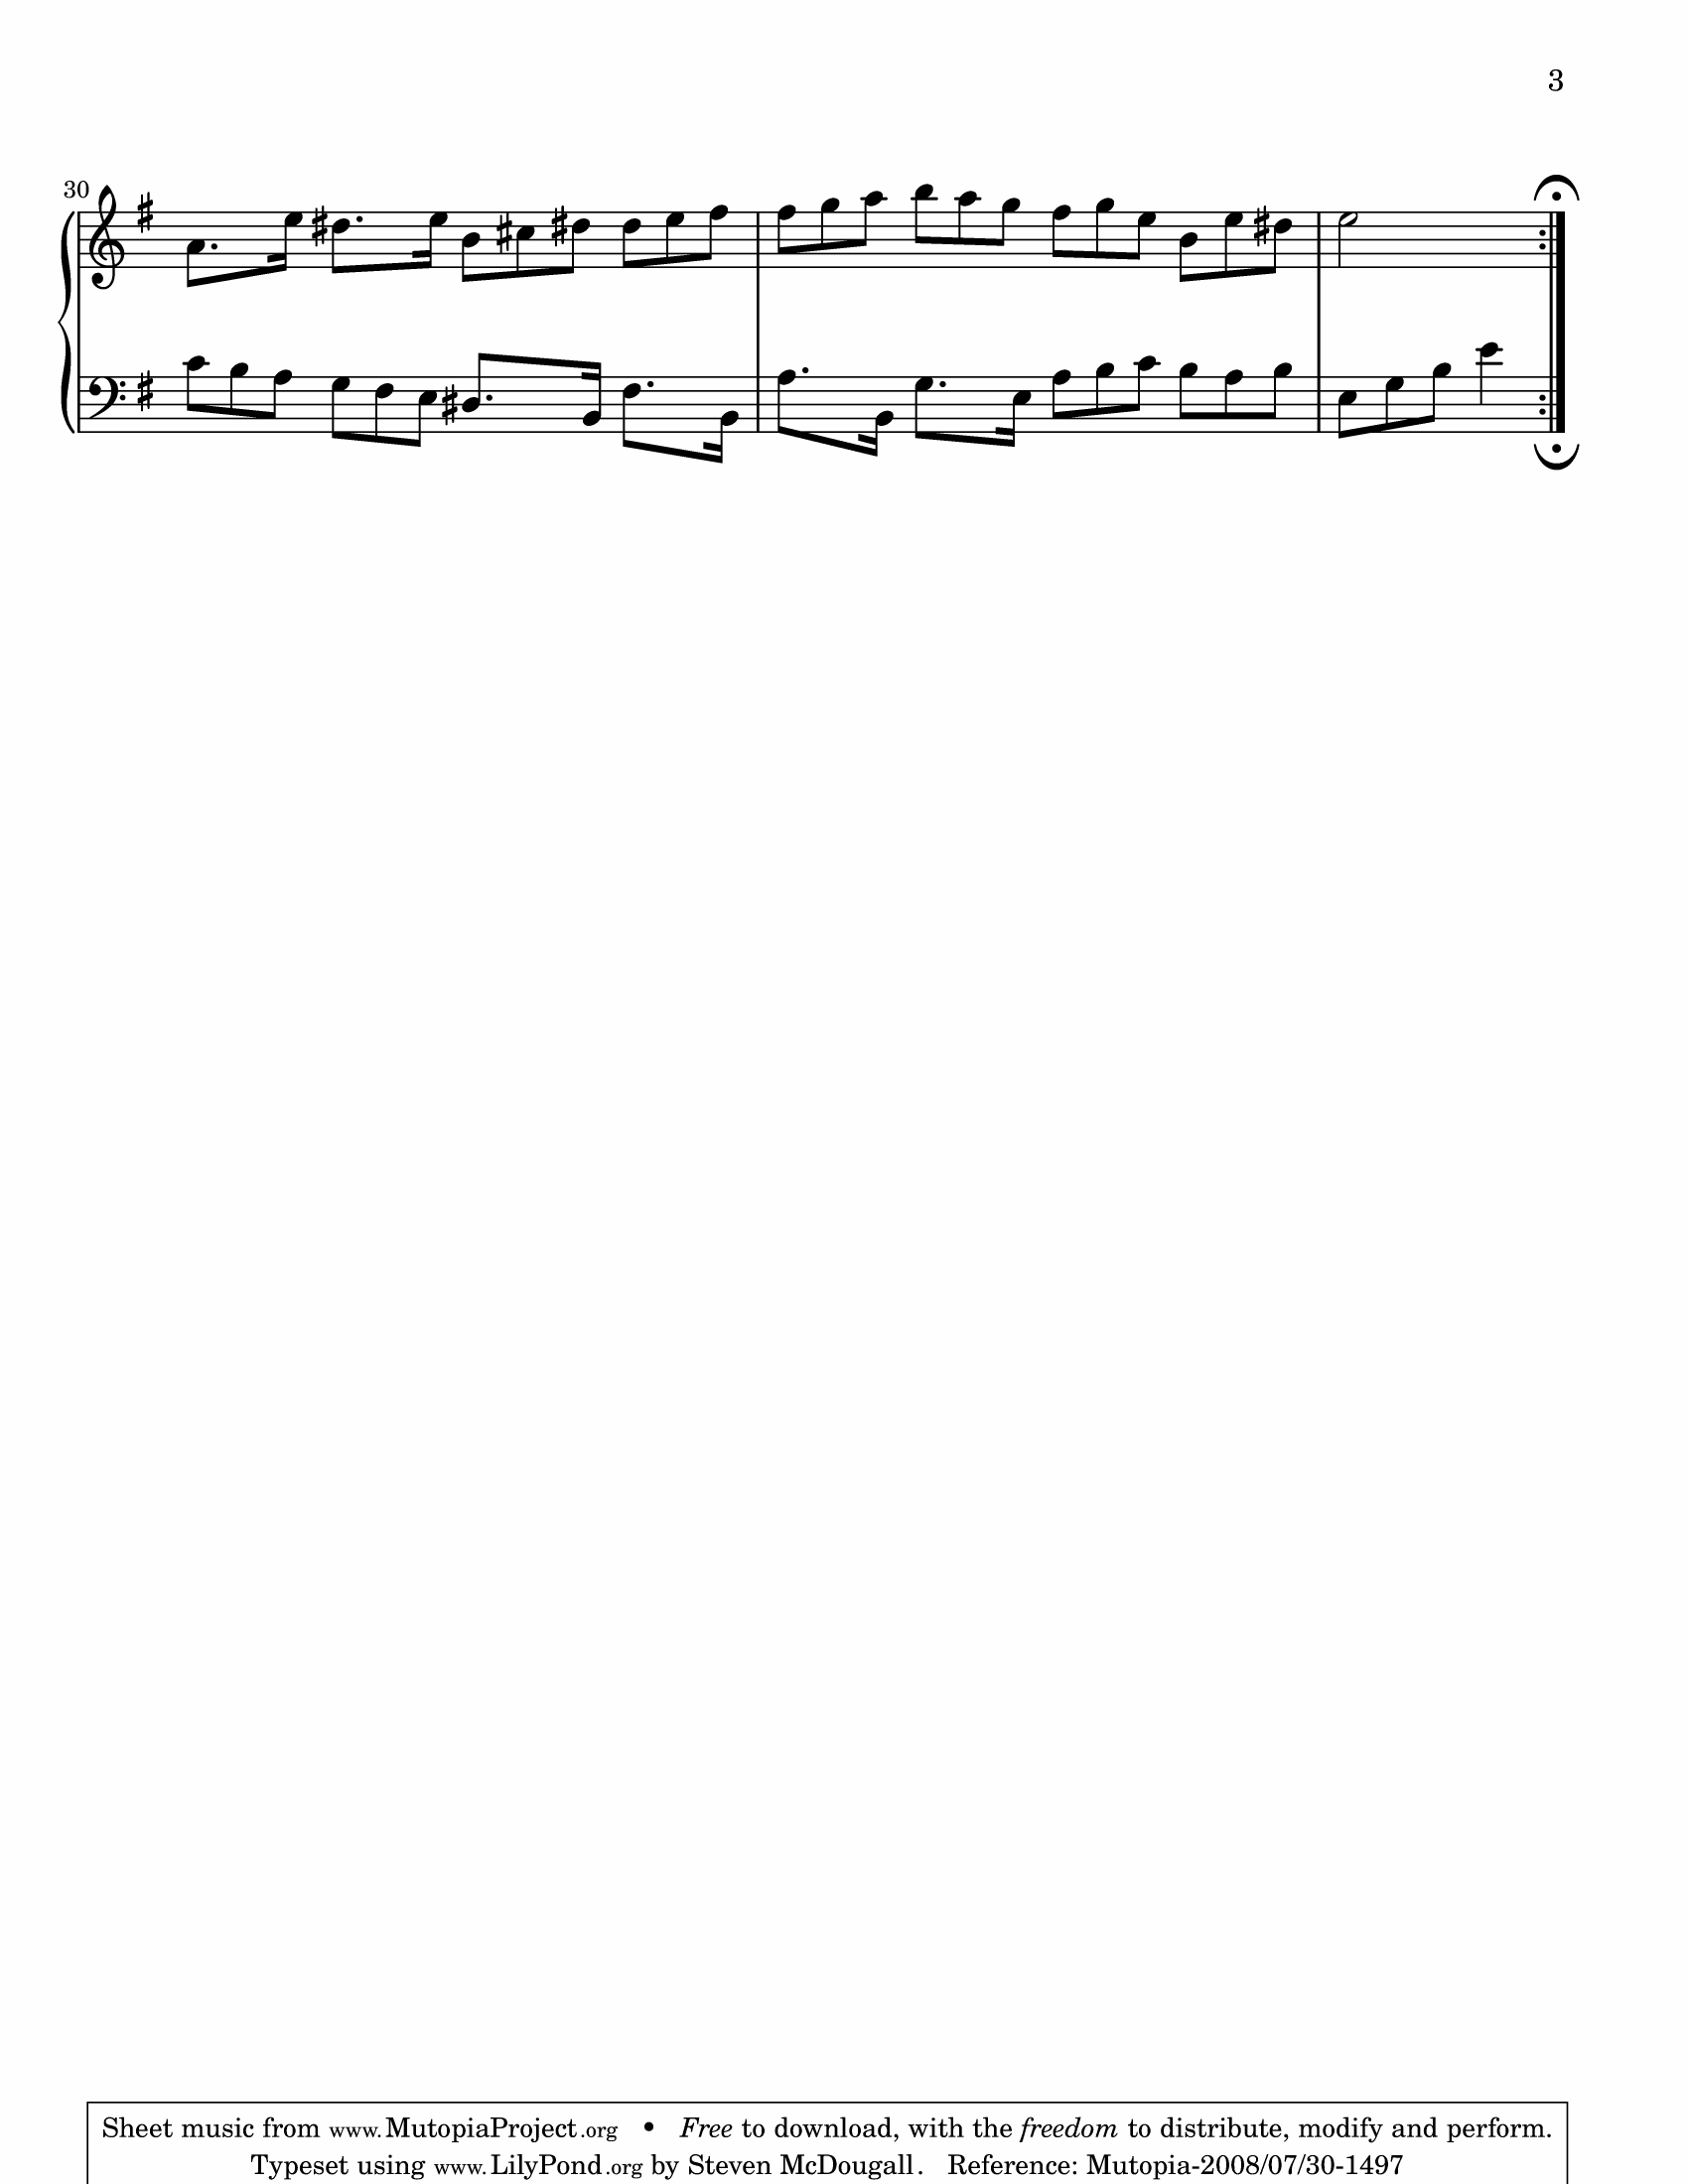 3
30
Sheet music from www.MutopiaProject.org • Free to download, with the freedom to distribute, modify and perform.
Typeset using www.LilyPond.org by Steven McDougall. Reference: Mutopia-2008/07/30-1497